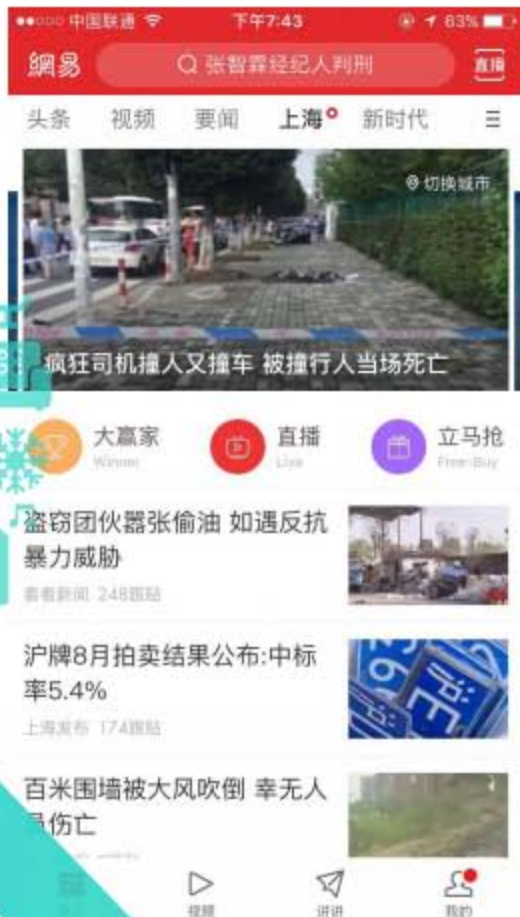 中国联通 下午7:43 63%
網易 张智霖经纪人判刑 直播
头条 视频 要闻 上海 新时代
切换城市
疯狂司机撞人又撞车 被撞行人当场死亡
大赢家 直播 立马抢
Winner Live Free-Buy
盗窃团伙嚣张偷油 如遇反抗
暴力威胁
看看新闻 248跟贴
沪牌8月拍卖结果公布:中标
率5.4%
上海发布 174跟贴
百米围墙被大风吹倒 幸无人
员伤亡
视频 讲讲 我的